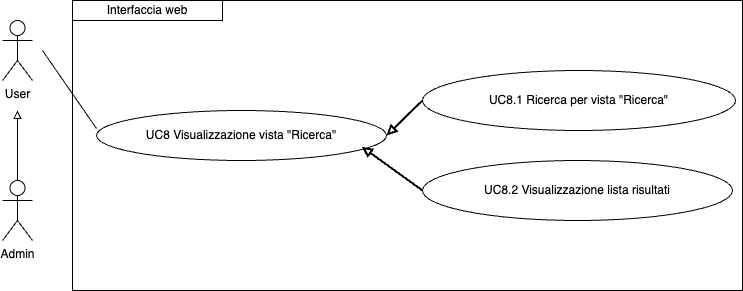 Interfaccia web
User
UC8.1 Ricerca per vista "Ricerca"
UC8 Visualizzazione vista "Ricerca"
UC8.2 Visualizzazione lista risultati
Admin